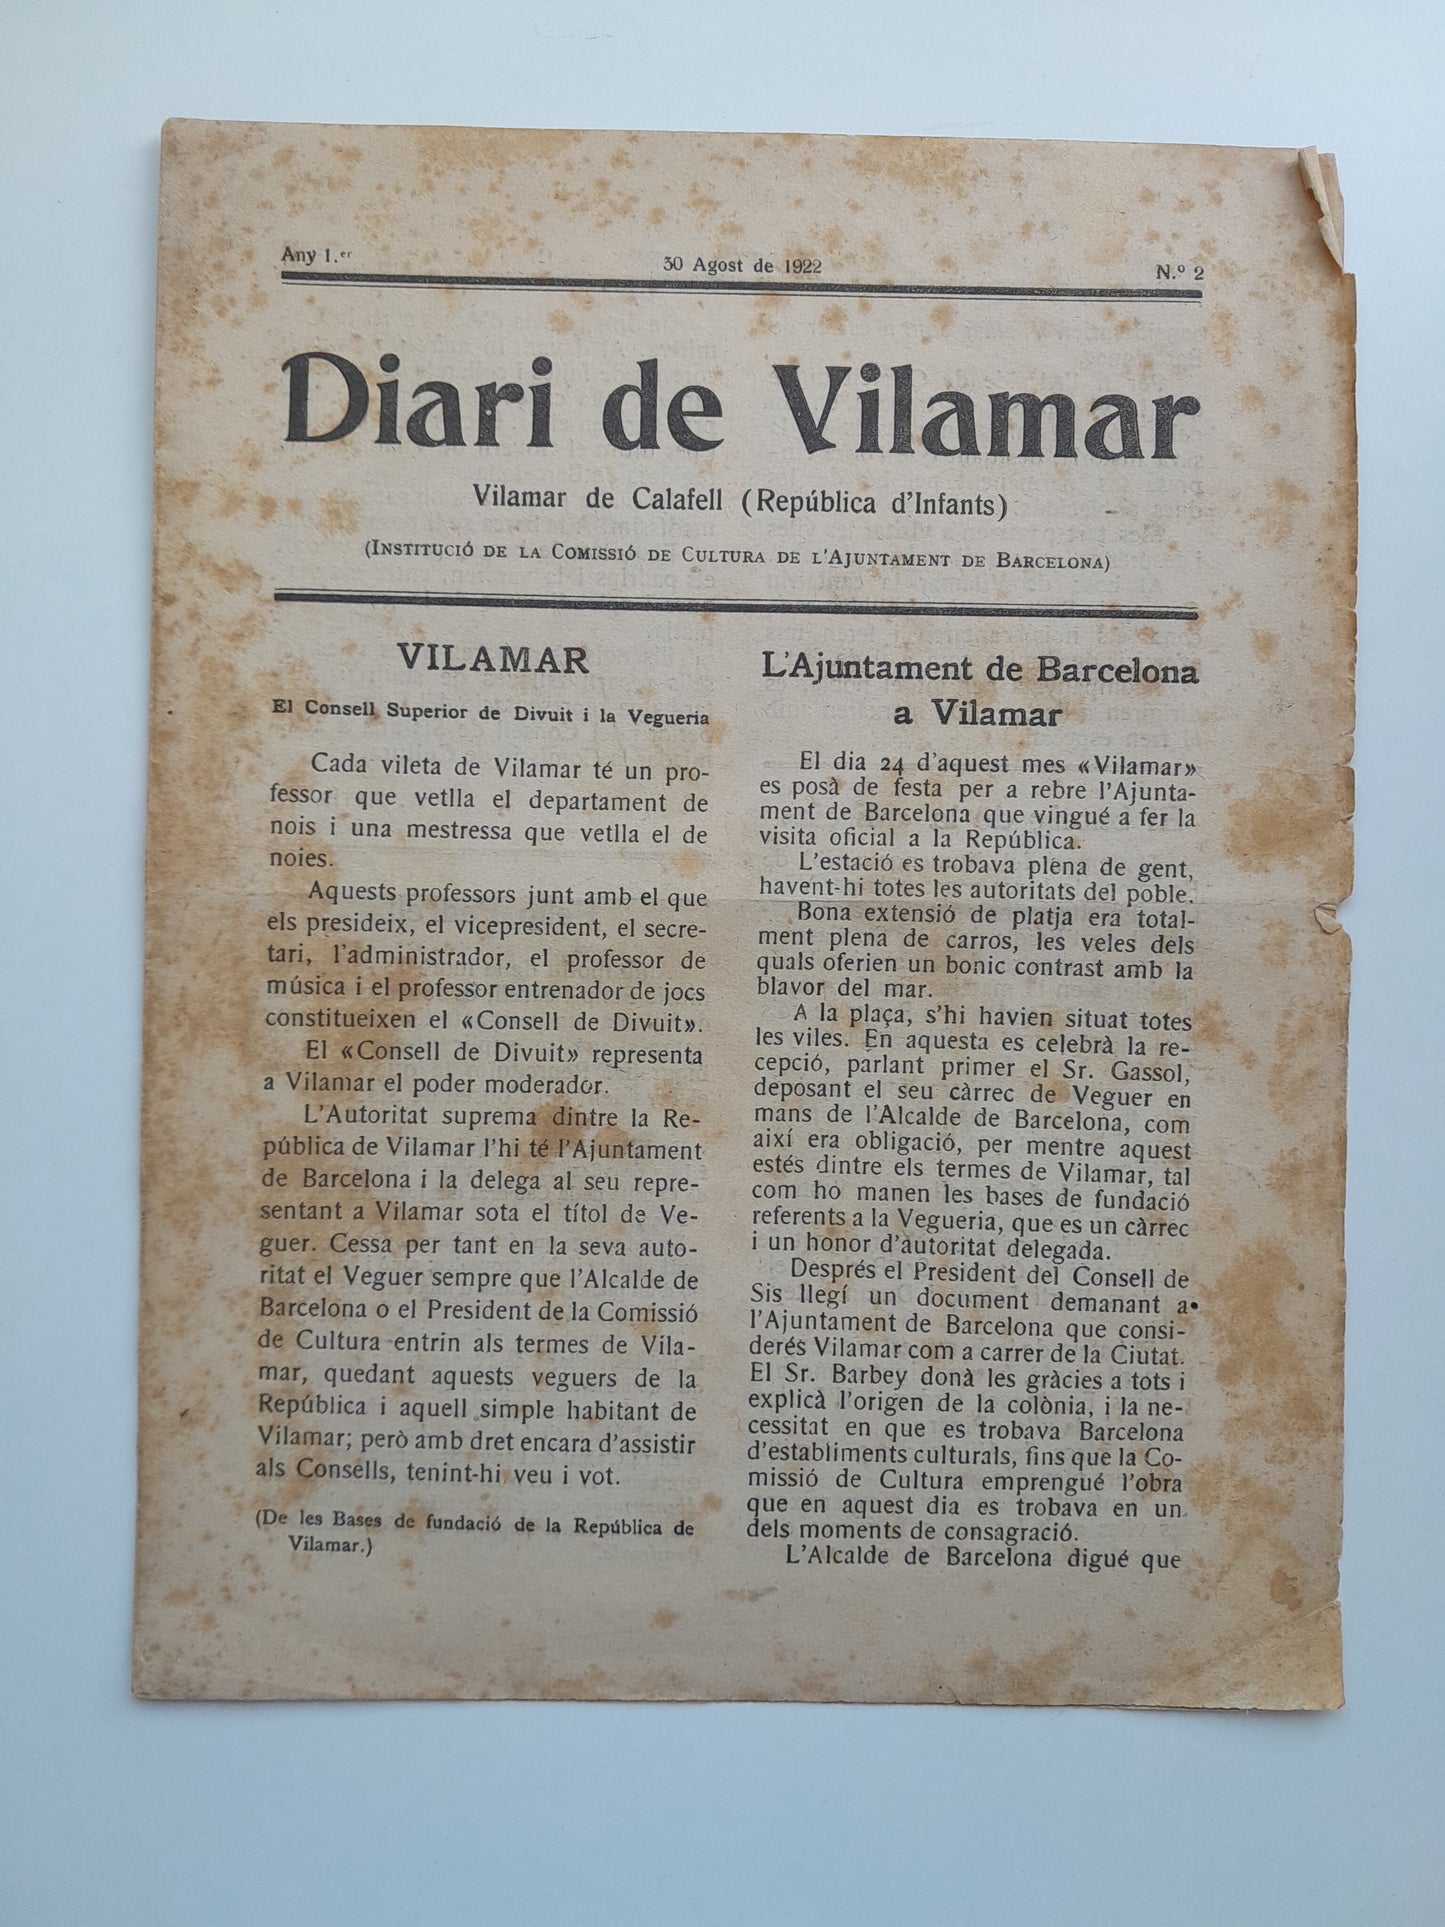 Any 1.er
30 Agost de 1922
N.º 2
Diari de Vilamar
Vilamar de Calafell (República d'Infants)
(Institució de la Comissió de Cultura de l'Ajuntament de Barcelona)
VILAMAR
El Consell Superior de Divuit i la Vegueria
Cada vileta de Vilamar té un pro-
fessor que vetlla el departament de
nois i una mestressa que vetlla el de
noies.
Aquests professors junt amb el que
els presideix, el vicepresident, el secre-
tari, l'administrador, el professor de
música i el professor entrenador de jocs
constitueixen el «Consell de Divuit».
El «Consell de Divuit» representa
a Vilamar el poder moderador.
L'Autoritat suprema dintre la Re-
pública de Vilamar l'hi té l'Ajuntament
de Barcelona i la delega al seu repre-
sentant a Vilamar sota el títol de Ve-
guer. Cessa per tant en la seva auto-
ritat el Veguer sempre que l'Alcalde de
Barcelona o el President de la Comissió
de Cultura entrin als termes de Vila-
mar, quedant aquests veguers de la
República i aquell simple habitant de
Vilamar; però amb dret encara d'assistir
als Consells, tenint-hi veu i vot.
(De les Bases de fundació de la República de
Vilamar.)
L'Ajuntament de Barcelona
a Vilamar
El dia 24 d'aquest mes «Vilamar»
es posà de festa per a rebre l'Ajunta-
ment de Barcelona que vingué a fer la
visita oficial a la República.
L'estació es trobava plena de gent,
havent-hi totes les autoritats del poble.
Bona extensió de platja era total-
ment plena de carros, les veles dels
quals oferien un bonic contrast amb la
blavor del mar.
A la plaça, s'hi havien situat totes
les viles. En aquesta es celebrà la re-
cepció, parlant primer el Sr. Gassol,
deposant el seu càrrec de Veguer en
mans de l'Alcalde de Barcelona, com
així era obligació, per mentre aquest
estés dintre els termes de Vilamar, tal
com ho manen les bases de fundació
referents a la Vegueria, que es un càrrec
i un honor d'autoritat delegada.
Després el President del Consell de
Sis llegí un document demanant a
l'Ajuntament de Barcelona que consi-
derés Vilamar com a carrer de la Ciutat.
El Sr. Barbey donà les gràcies a tots i
explicà l'origen de la colònia, i la ne-
cessitat en que es trobava Barcelona
d'establiments culturals, fins que la Co-
missió de Cultura emprengué l'obra
que en aquest dia es trobava en un
dels moments de consagració.
L'Alcalde de Barcelona digué que